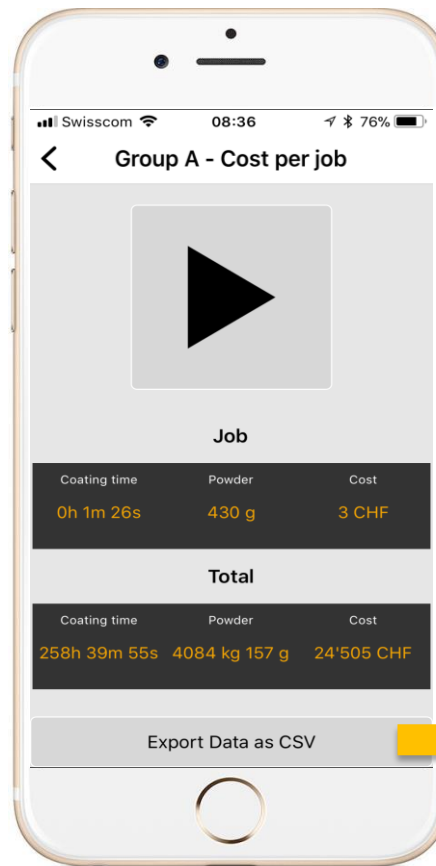 Swisscom 08:36 76%
Group A - Cost per job
Job
Coating time Powder Cost
0h 1m 26s 430 g 3 CHF
Total
Coating time Powder Cost
258h 39m 55s 4084 kg 157 g 24'505 CHF
Export Data as CSV